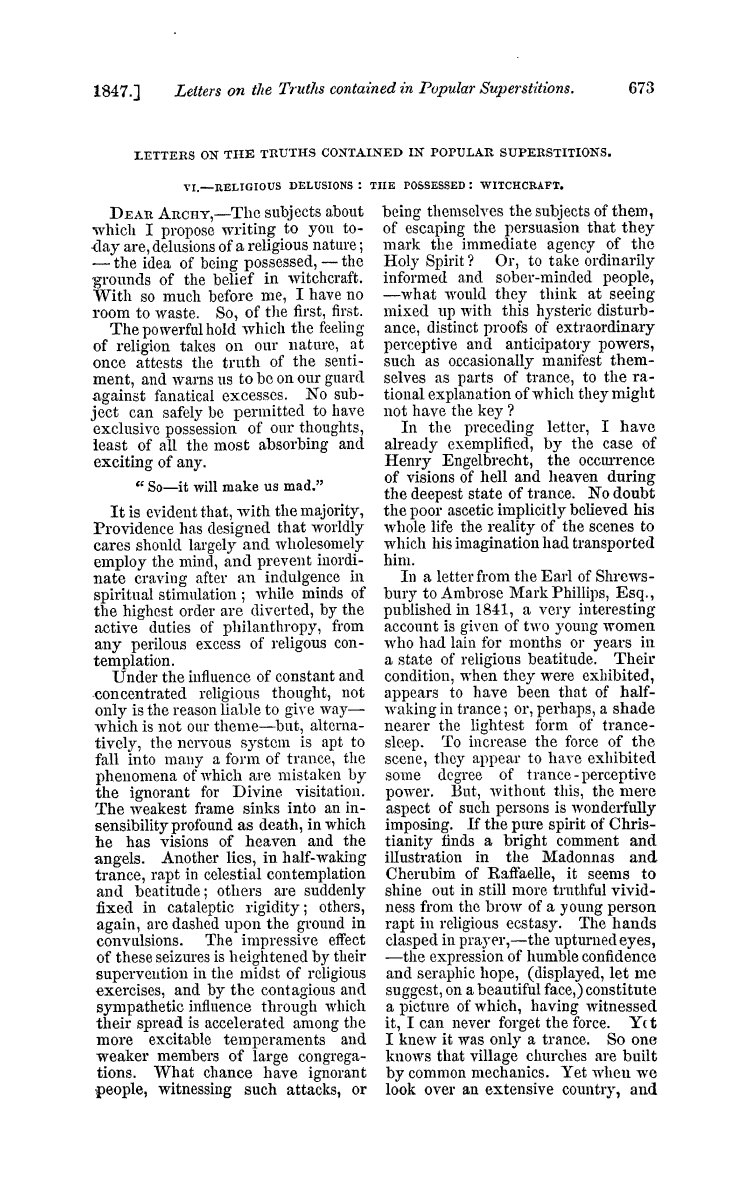 1847.] Letters on the Truths contained in Popular Superstitions. 673
LETTERS ON THE TRUTHS CONTAINED IN POPULAR SUPERSTITIONS.
VI.—RELIGIOUS DELUSIONS: THE POSSESSED: WITCHCRAFT.
DEAR ARCHY,—The subjects about
which I propose writing to you to-
day are, delusions of a religious nature;
—the idea of being possessed,—the
grounds of the belief in witchcraft.
With so much before me, I have no
room to waste. So, of the first, first.
The powerful hold which the feeling
of religion takes on our nature, at
once attests the truth of the senti-
ment, and warns us to be on our guard
against fanatical excesses. No sub-
ject can safely be permitted to have
exclusive possession of our thoughts,
least of all the most absorbing and
exciting of any.
"So—it will make us mad."
It is evident that, with the majority,
Providence has designed that worldly
cares should largely and wholesomely
employ the mind, and prevent inordi-
nate craving after an indulgence in
spiritual stimulation; while minds of
the highest order are diverted, by the
active duties of philanthropy, from
any perilous excess of religous con-
templation.
Under the influence of constant and
concentrated religious thought, not
only is the reason liable to give way—
which is not our theme—but, alterna-
tively, the nervous system is apt to
fall into many a form of trance, the
phenomena of which are mistaken by
the ignorant for Divine visitation.
The weakest frame sinks into an in-
sensibility profound as death, in which
he has visions of heaven and the
angels. Another lies, in half-waking
trance, rapt in celestial contemplation
and beatitude; others are suddenly
fixed in cataleptic rigidity; others,
again, are dashed upon the ground in
convulsions. The impressive effect
of these seizures is heightened by their
supervention in the midst of religious
exercises, and by the contagious and
sympathetic influence through which
their spread is accelerated among the
more excitable temperaments and
weaker members of large congrega-
tions. What chance have ignorant
people, witnessing such attacks, or
being themselves the subjects of them,
of escaping the persuasion that they
mark the immediate agency of the
Holy Spirit? Or, to take ordinarily
informed and sober-minded people,
—what would they think at seeing
mixed up with this hysteric disturb-
ance, distinct proofs of extraordinary
perceptive and anticipatory powers,
such as occasionally manifest them-
selves as parts of trance, to the ra-
tional explanation of which they might
not have the key?
In the preceding letter, I have
already exemplified, by the case of
Henry Engelbrecht, the occurrence
of visions of hell and heaven during
the deepest state of trance. No doubt
the poor ascetic implicitly believed his
whole life the reality of the scenes to
which his imagination had transported
him.
In a letter from the Earl of Shrews-
bury to Ambrose Mark Phillips, Esq.,
published in 1841, a very interesting
account is given of two young women
who had lain for months or years in
a state of religious beatitude. Their
condition, when they were exhibited,
appears to have been that of half-
waking in trance; or, perhaps, a shade
nearer the lightest form of trance-
sleep. To increase the force of the
scene, they appear to have exhibited
some degree of trance-perceptive
power. But, without this, the mere
aspect of such persons is wonderfully
imposing. If the pure spirit of Chris-
tianity finds a bright comment and
illustration in the Madonnas and
Cherubim of Raffaelle, it seems to
shine out in still more truthful vivid-
ness from the brow of a young person
rapt in religious ecstasy. The hands
clasped in prayer,—the upturned eyes,
—the expression of humble confidence
and seraphic hope, (displayed, let me
suggest, on a beautiful face,) constitute
a picture of which, having witnessed
it, I can never forget the force. Yet
I knew it was only a trance. So one
knows that village churches are built
by common mechanics. Yet when we
look over an extensive country, and